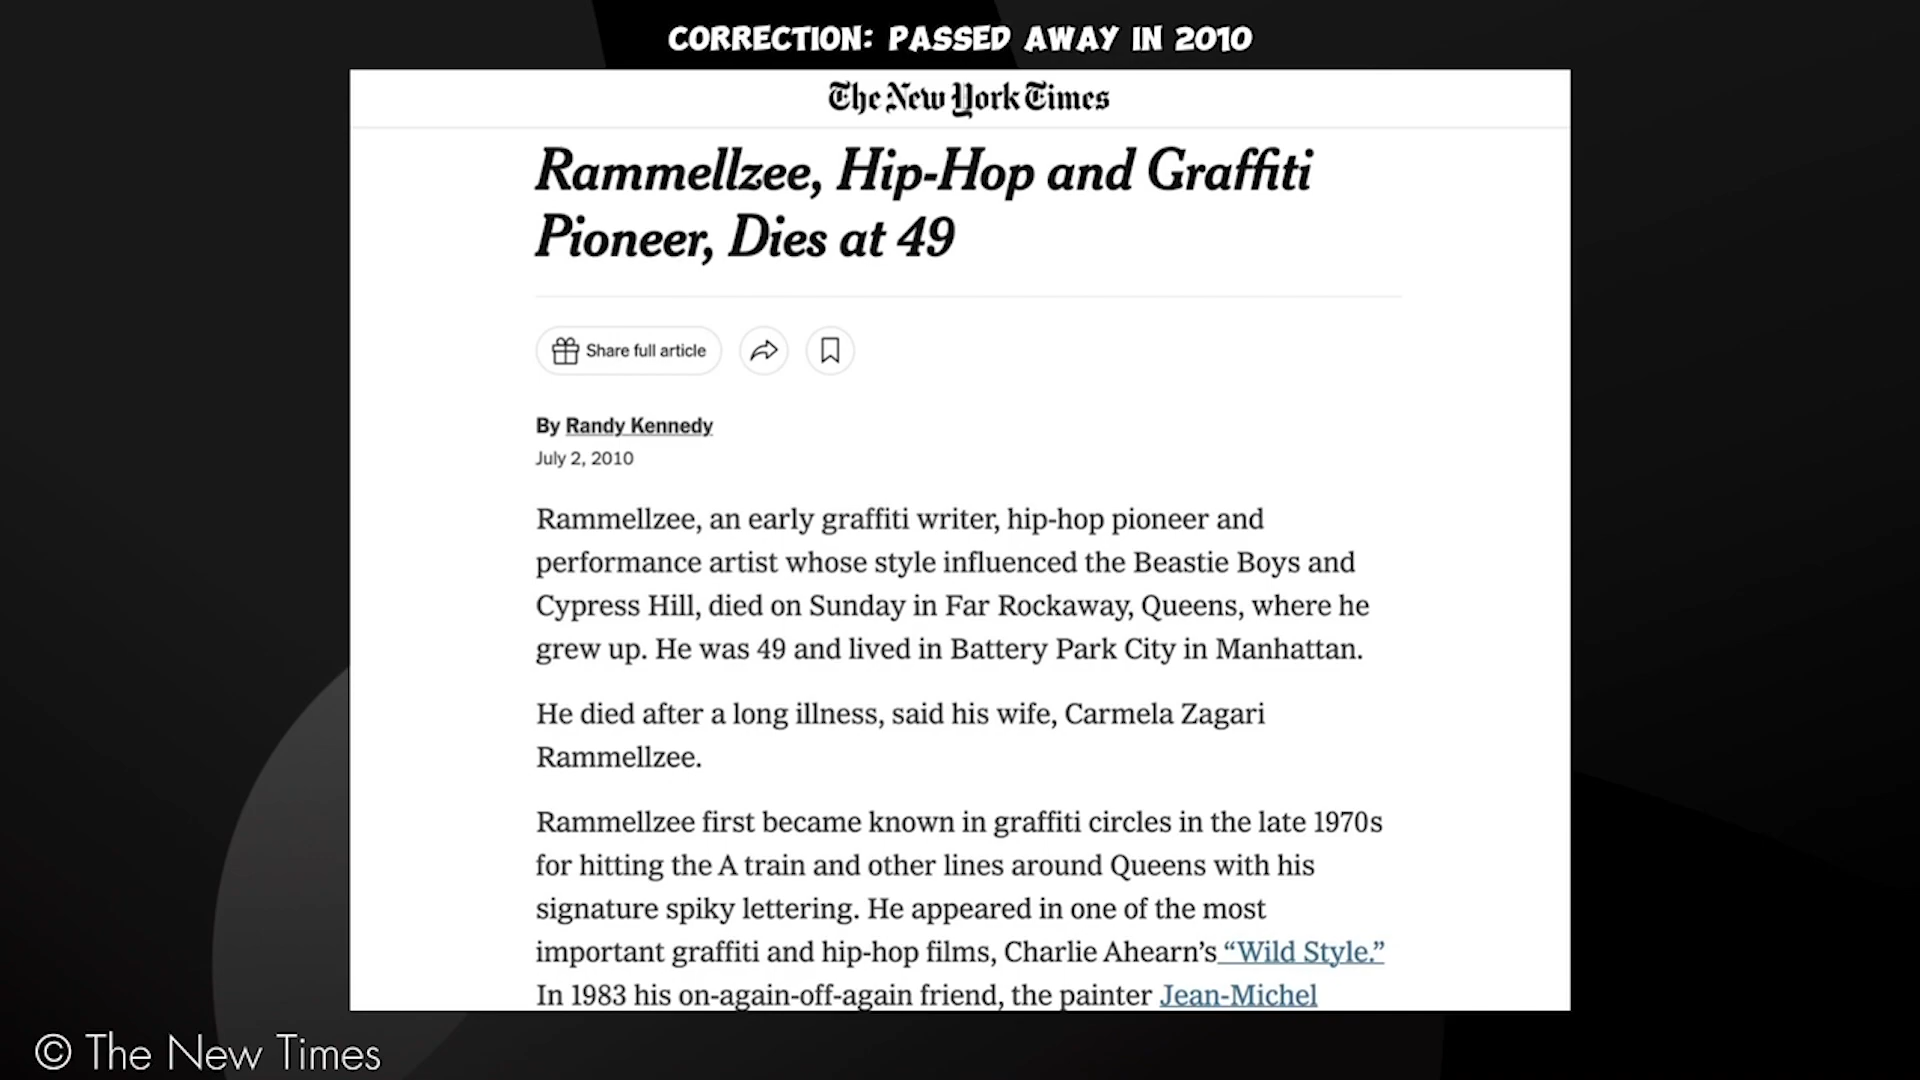 CORRECTION: PASSED AWAY IN 2010
The New York Times
Rammellzee, Hip-Hop and Graffiti
Pioneer, Dies at 49
Share full article
By Randy Kennedy
July 2, 2010
Rammellzee, an early graffiti writer, hip-hop pioneer and
performance artist whose style influenced the Beastie Boys and
Cypress Hill, died on Sunday in Far Rockaway, Queens, where he
grew up. He was 49 and lived in Battery Park City in Manhattan.
He died after a long illness, said his wife, Carmela Zagari
Rammellzee.
Rammellzee first became known in graffiti circles in the late 1970s
for hitting the A train and other lines around Queens with his
signature spiky lettering. He appeared in one of the most
important graffiti and hip-hop films, Charlie Ahearn’s “Wild Style.”
In 1983 his on-again-off-again friend, the painter Jean-Michel
© The New Times